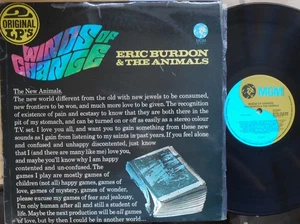 2
ORIGINAL
LP's
WINDS OF
CHANGE
ERIC BURDON
& THE ANIMALS
The New Animals.
The new world different from the old with new jewels to be consumed,
new frontiers to be won, and much more love to be given. The recognition
of existence of pain and ecstasy to know that they are both there in the
pit of my stomach, and can be turned on or off as easily as a stereo colour
T.V. set. I love you all, and want you to gain something from these new
sounds as I gain from listening to my saints in past years. If you feel alone
and confused and unhappy discontented, just know
that I (and there are many like me) love you,
and maybe you'll know why I am happy
contented and un-confused. The
games I play are mostly games of
children (not all) happy games, games of
love, games of mystery, games of wonder,
please excuse my games of fear and jealousy,
I'm only human after all and still a student of
life. Maybe the next production will be all games
of love, but by then I could be in another world...
MGM